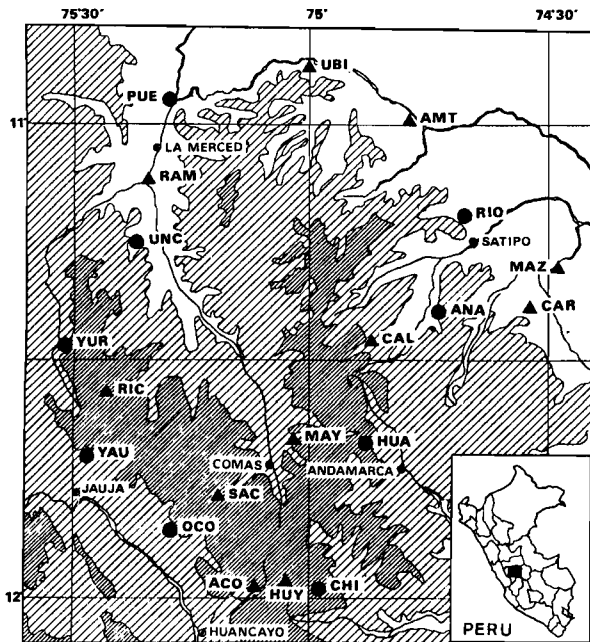 75°30' 75° 74°30'
UBI
PUE
AMT
11
LA MERCED
RAM
RIO
UNC
SATIPO
MAZ
CAR
ANA
YUR
CAL
RIC
MAY
HUA
YAU
COMAS
ANDAMARCA
JAUJA
SAC
OCO
ACO
HUY
CHI
12
HUANCAYO
PERU